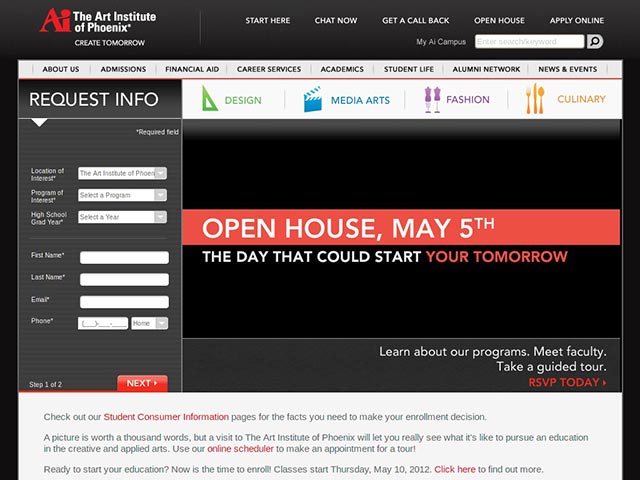 The Art Institute
of Phoenix®
CREATE TOMORROW
START HERE
CHAT NOW
GET A CALL BACK
OPEN HOUSE
APPLY ONLINE
My Ai Campus
Enter search/keyword
ABOUT US
ADMISSIONS
FINANCIAL AID
CAREER SERVICES
ACADEMICS
STUDENT LIFE
ALUMNI NETWORK
NEWS & EVENTS
REQUEST INFO
DESIGN
MEDIA ARTS
FASHION
CULINARY
*Required field
Location of
Interest*
The Art Institute of Phoen
Program of
Interest*
Select a Program
High School
Grad Year*
Select a Year
First Name*
Last Name*
Email*
Phone*
(___)-___-____
Home
Step 1 of 2
NEXT
OPEN HOUSE, MAY 5TH
THE DAY THAT COULD START YOUR TOMORROW
Learn about our programs. Meet faculty.
Take a guided tour.
RSVP TODAY
Check out our Student Consumer Information pages for the facts you need to make your enrollment decision.
A picture is worth a thousand words, but a visit to The Art Institute of Phoenix will let you really see what it's like to pursue an education
in the creative and applied arts. Use our online scheduler to make an appointment for a tour!
Ready to start your education? Now is the time to enroll! Classes start Thursday, May 10, 2012. Click here to find out more.